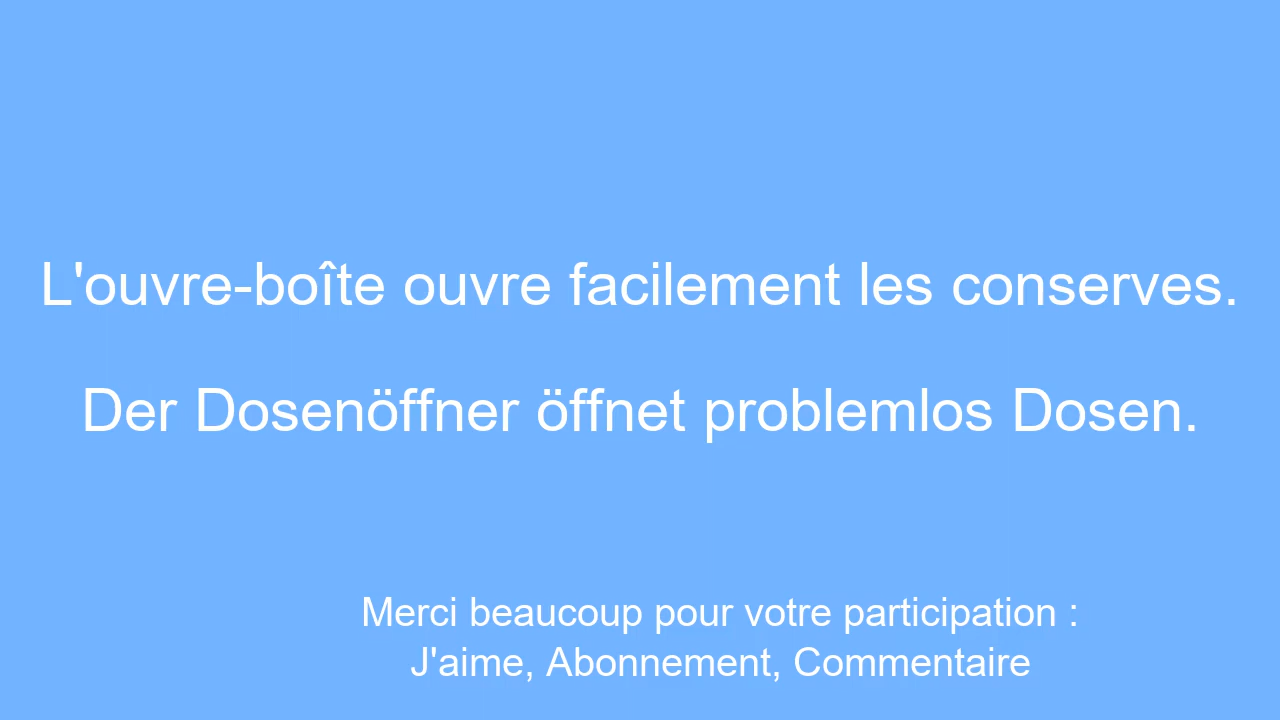 L'ouvre-boîte ouvre facilement les conserves.
Der Dosenöffner öffnet problemlos Dosen.
Merci beaucoup pour votre participation :
J'aime, Abonnement, Commentaire